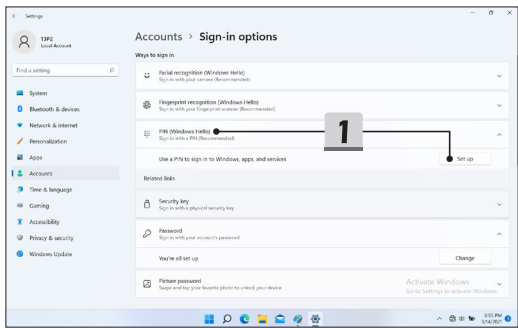 Settings
13P2
Local Account
Find a setting
System
Bluetooth & devices
Network & internet
Personalization
Apps
Accounts
Time & language
Gaming
Accessibility
Privacy & security
Windows Update
Accounts > Sign-in options
Ways to sign in
Facial recognition (Windows Hello)
Sign in with your camera (Recommended)
Fingerprint recognition (Windows Hello)
Sign in with your fingerprint scanner (Recommended)
PIN (Windows Hello)
Sign in with a PIN (Recommended)
1
Use a PIN to sign in to Windows, apps, and services
Set up
Related links
Security key
Sign in with a physical security key
Password
Sign in with your account's password
You're all set up
Change
Picture password
Swipe and tap your favorite photo to unlock your device
Activate Windows
Go to Settings to activate Windows.
6:55 PM
5/14/2021